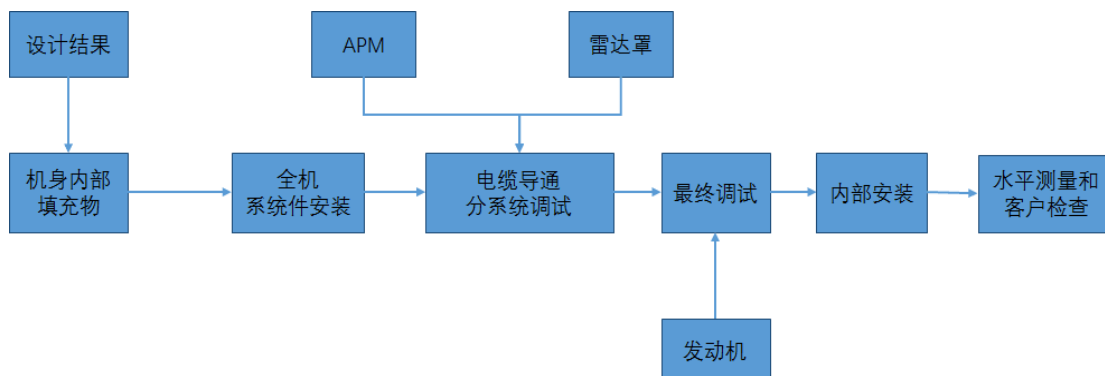 设计结果
APM
雷达罩
机身内部
填充物
全机
系统件安装
电缆导通
分系统调试
最终调试
内部安装
水平测量和
客户检查
发动机